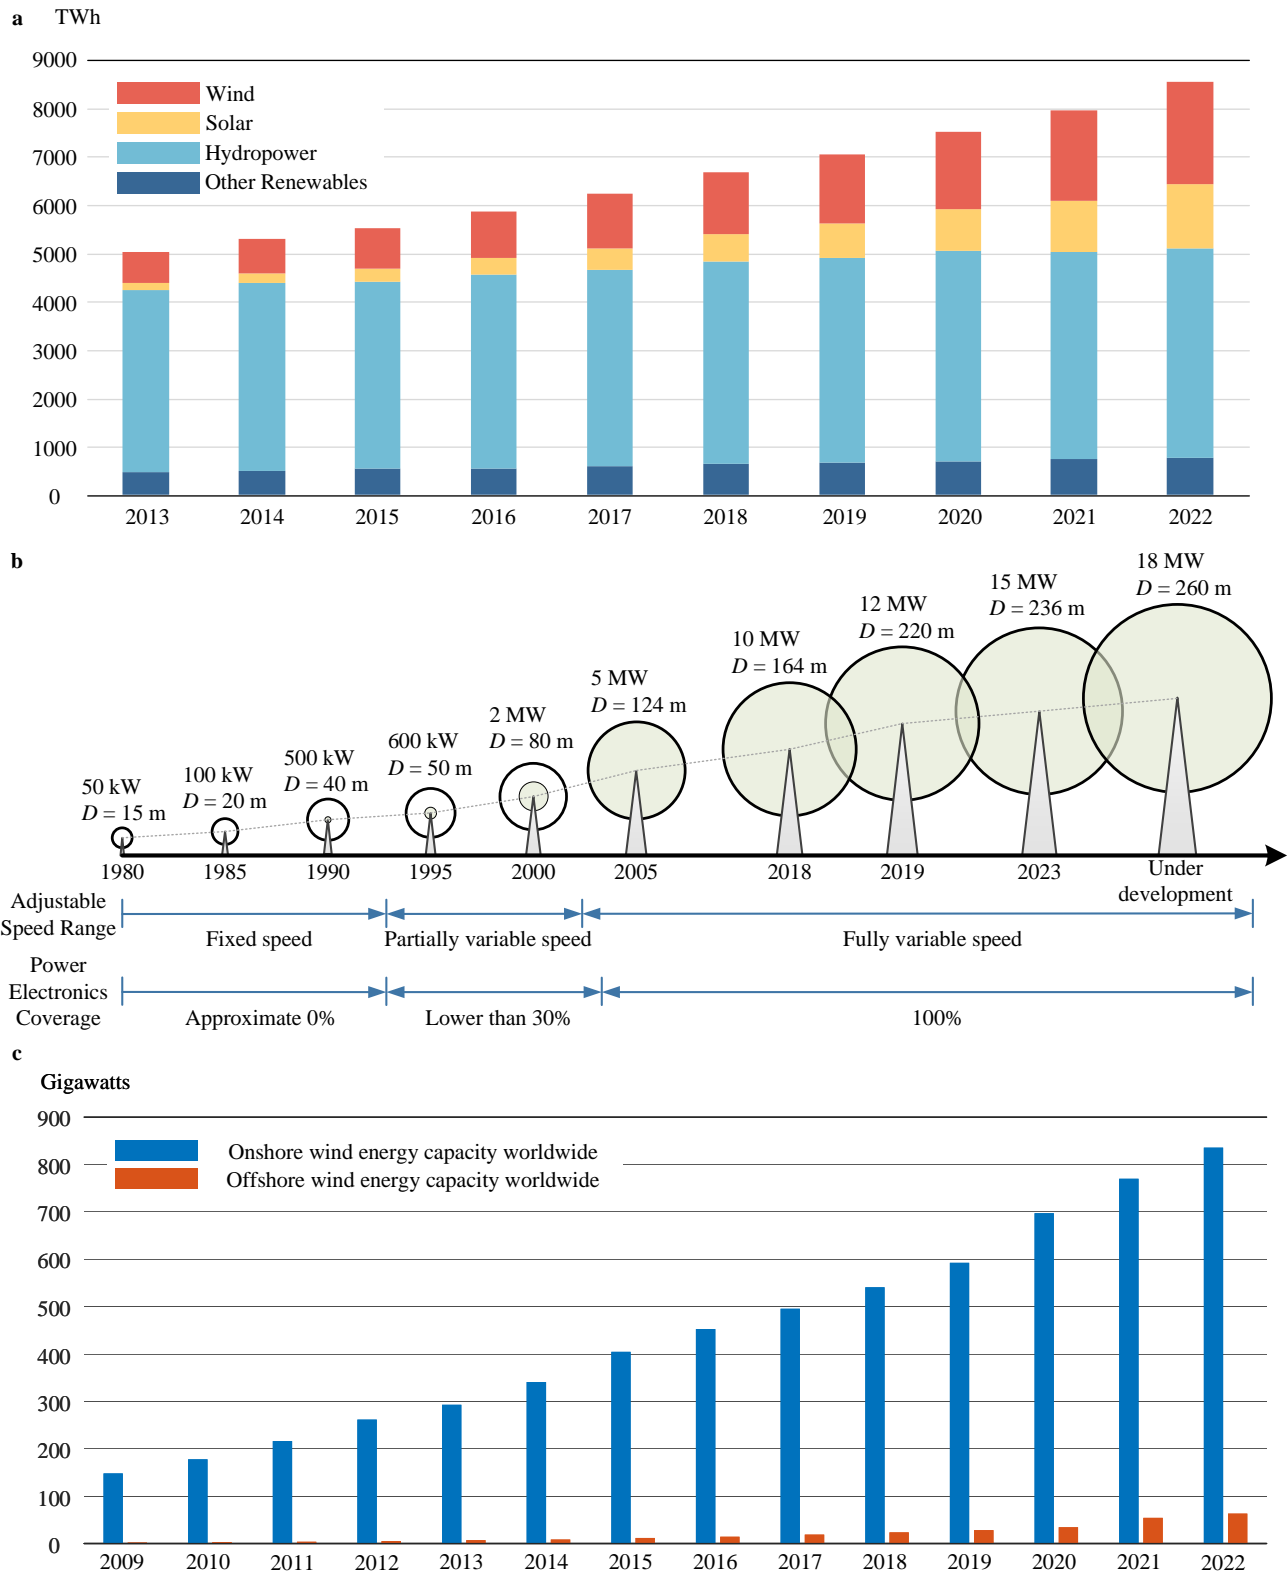 a TWh
9000
8000
7000
6000
5000
4000
3000
2000
1000
0
Wind
Solar
Hydropower
Other Renewables
2013 2014 2015 2016 2017 2018 2019 2020 2021 2022
b
50 kW
D = 15 m
100 kW
D = 20 m
500 kW
D = 40 m
600 kW
D = 50 m
2 MW
D = 80 m
5 MW
D = 124 m
10 MW
D = 164 m
12 MW
D = 220 m
15 MW
D = 236 m
18 MW
D = 260 m
1980 1985 1990 1995 2000 2005 2018 2019 2023 Under
development
Adjustable
Speed Range
Fixed speed Partially variable speed Fully variable speed
Power
Electronics
Coverage
Approximate 0% Lower than 30% 100%
c
Gigawatts
900
800
700
600
500
400
300
200
100
0
Onshore wind energy capacity worldwide
Offshore wind energy capacity worldwide
2009 2010 2011 2012 2013 2014 2015 2016 2017 2018 2019 2020 2021 2022